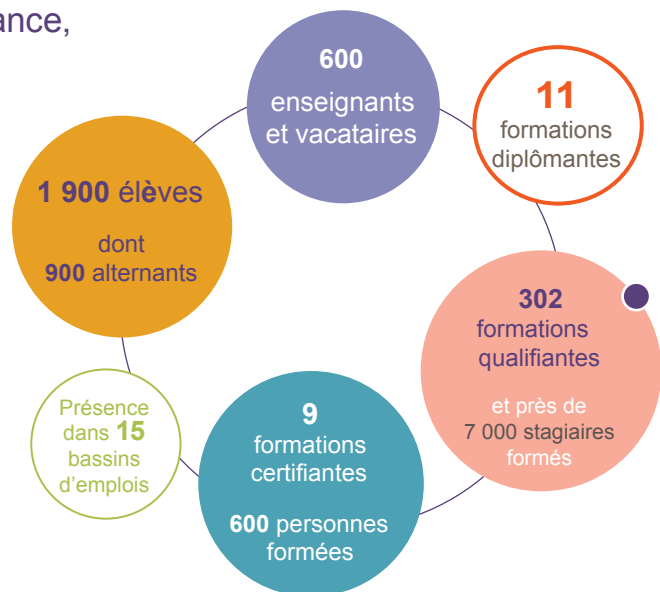 ance,
600
enseignants
et vacataires
11
formations
diplômantes
1 900 élèves
dont
900 alternants
302
formations
qualifiantes
et près de
7 000 stagiaires
formés
Présence
dans 15
bassins
d’emplois
9
formations
certifiantes
600 personnes
formées